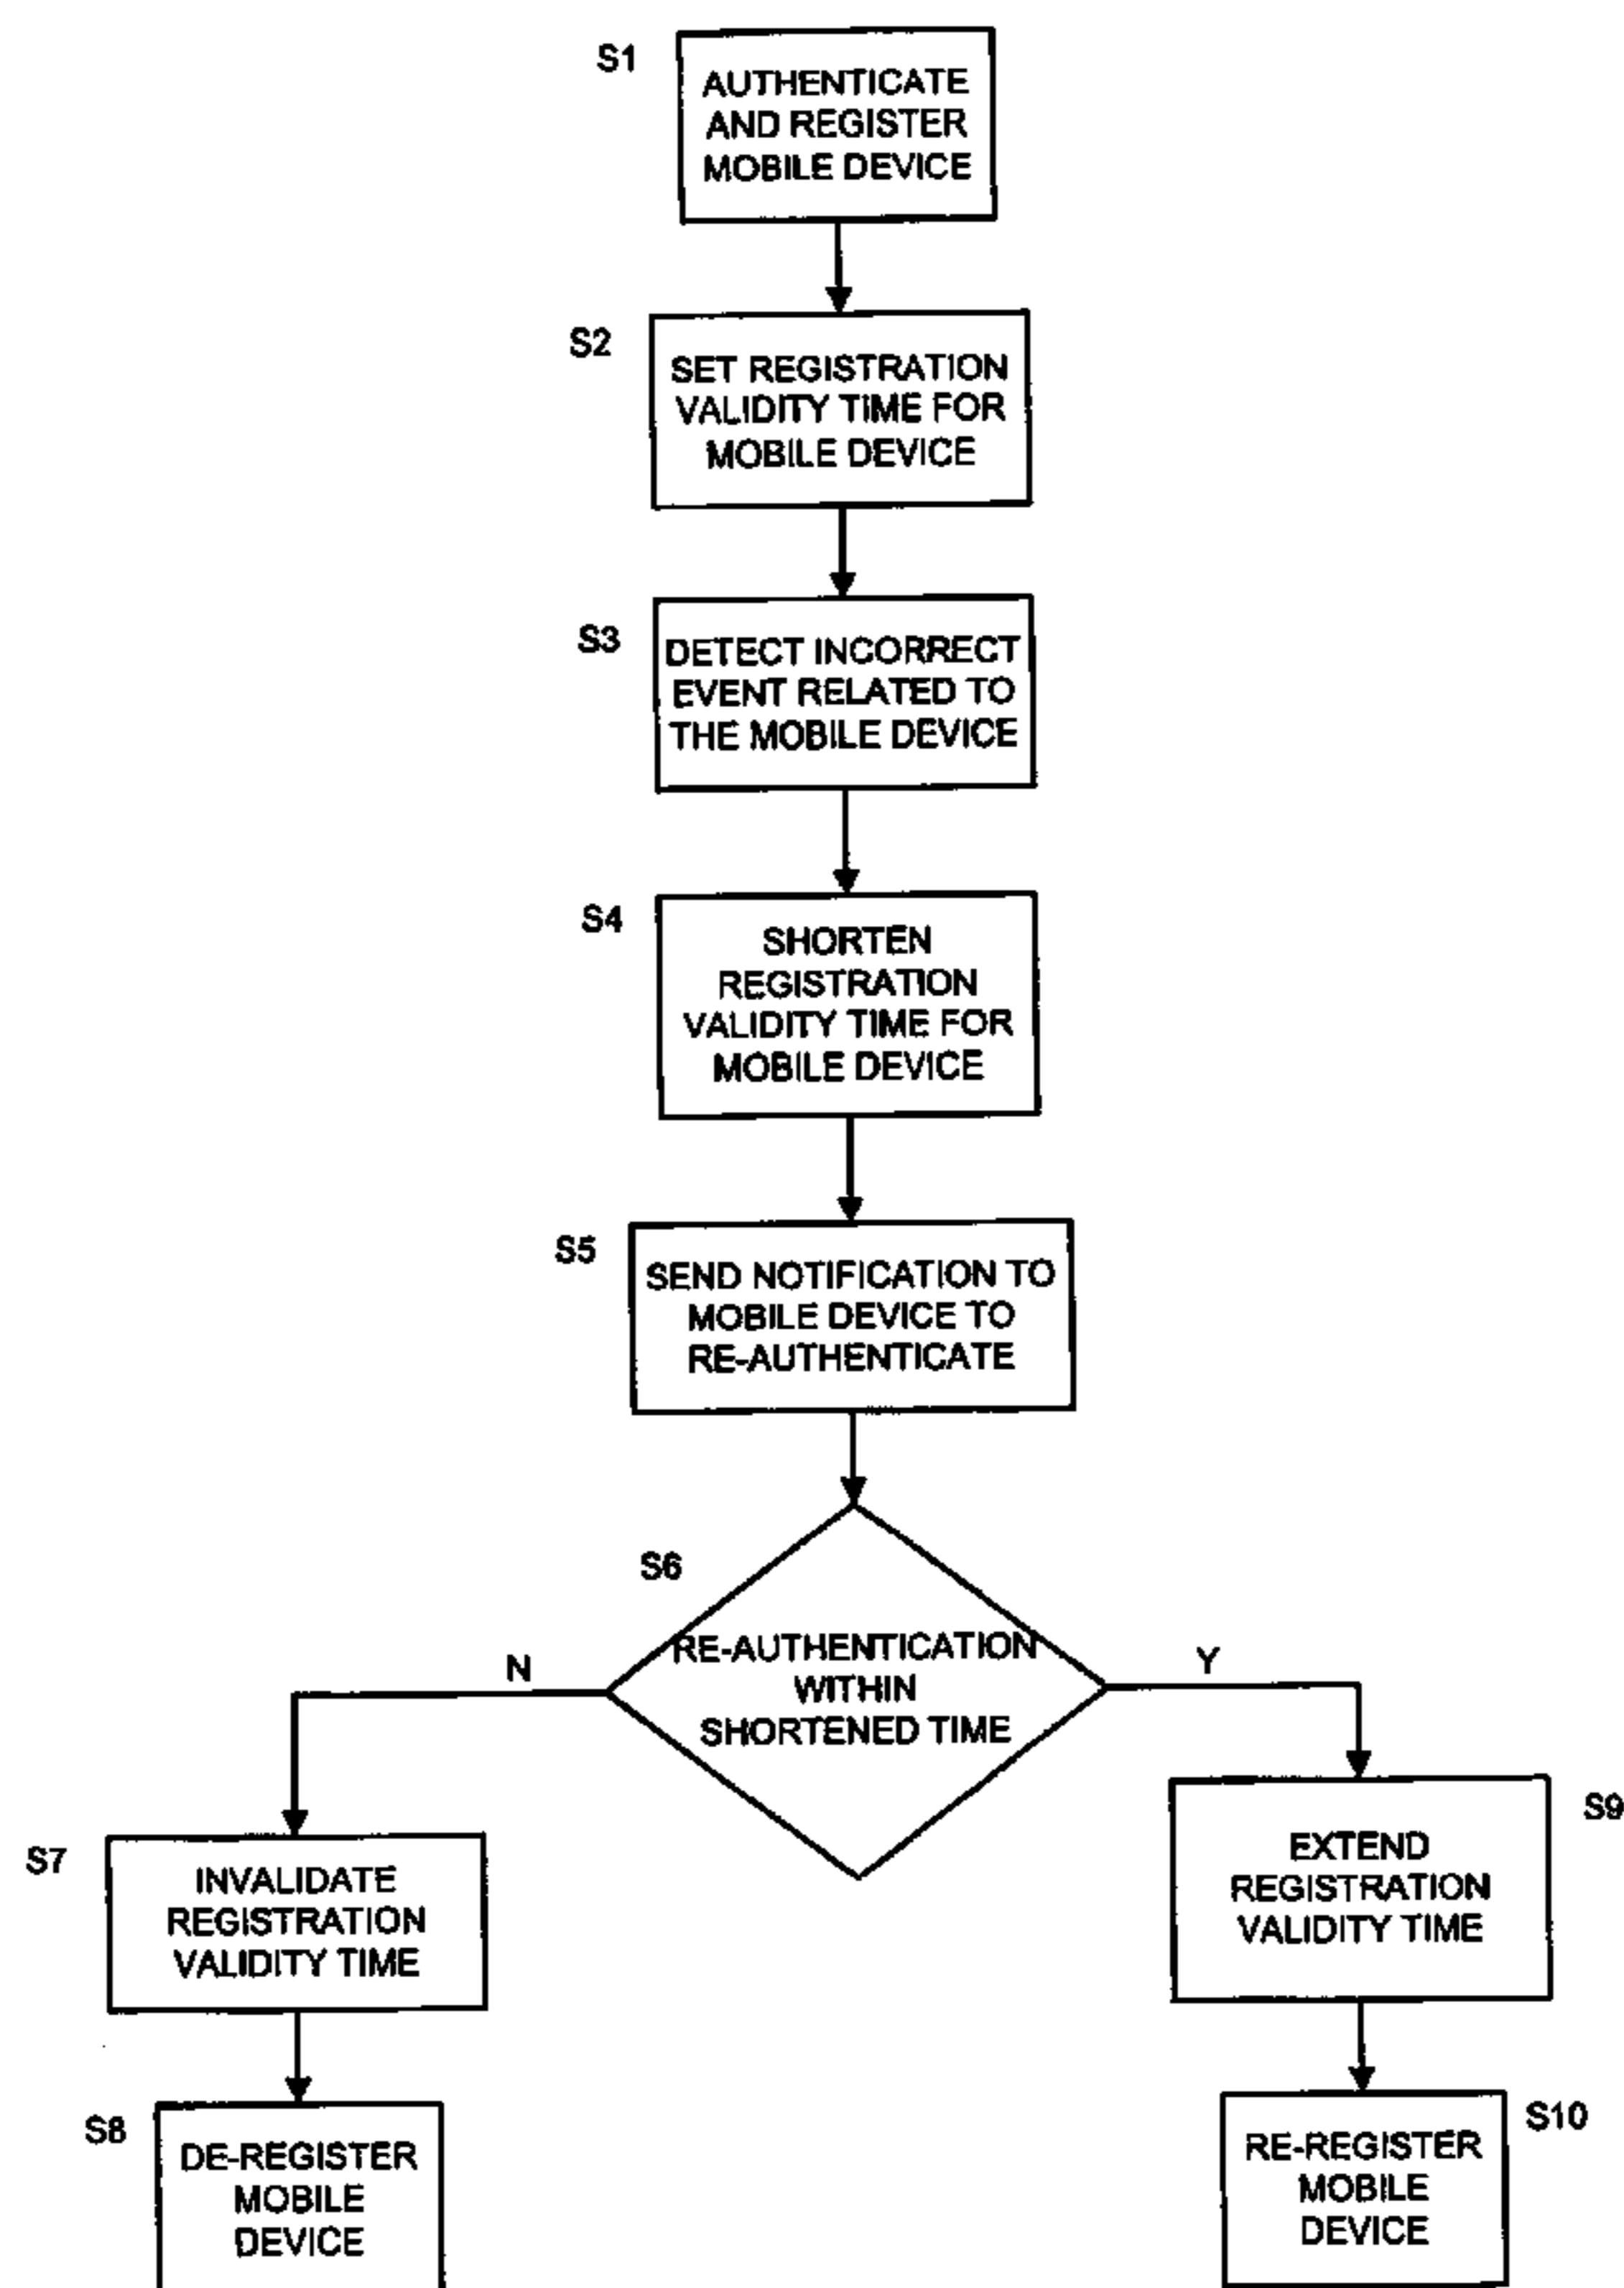 S1
AUTHENTICATE
AND REGISTER
MOBILE DEVICE
S2
SET REGISTRATION
VALIDITY TIME FOR
MOBILE DEVICE
S3
DETECT INCORRECT
EVENT RELATED TO
THE MOBILE DEVICE
S4
SHORTEN
REGISTRATION
VALIDITY TIME FOR
MOBILE DEVICE
S5
SEND NOTIFICATION TO
MOBILE DEVICE TO
RE-AUTHENTICATE
S6
RE-AUTHENTICATION
WITHIN
SHORTENED TIME
N
Y
S7
INVALIDATE
REGISTRATION
VALIDITY TIME
S9
EXTEND
REGISTRATION
VALIDITY TIME
S8
DE-REGISTER
MOBILE
DEVICE
S10
RE-REGISTER
MOBILE
DEVICE